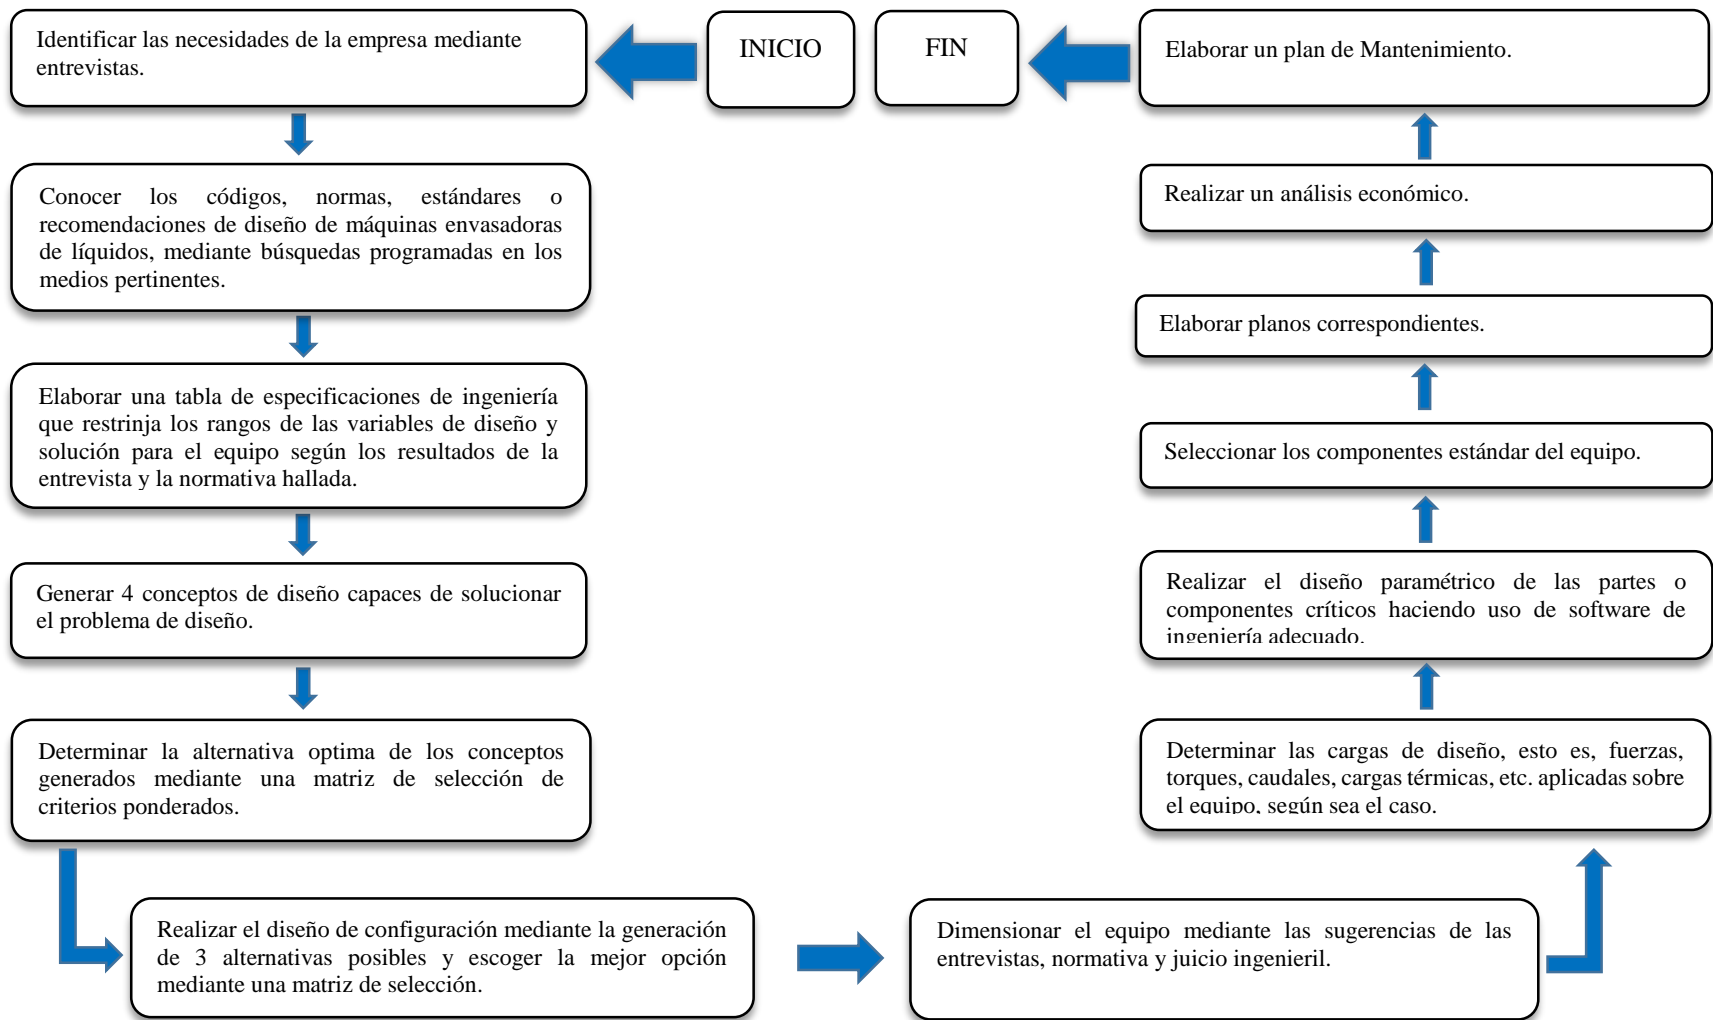 INICIO
Identificar las necesidades de la empresa mediante
entrevistas.
Conocer los códigos, normas, estándares o
recomendaciones de diseño de máquinas envasadoras
de líquidos, mediante búsquedas programadas en los
medios pertinentes.
Elaborar una tabla de especificaciones de ingeniería
que restrinja los rangos de las variables de diseño y
solución para el equipo según los resultados de la
entrevista y la normativa hallada.
Generar 4 conceptos de diseño capaces de solucionar
el problema de diseño.
Determinar la alternativa optima de los conceptos
generados mediante una matriz de selección de
criterios ponderados.
Realizar el diseño de configuración mediante la generación
de 3 alternativas posibles y escoger la mejor opción
mediante una matriz de selección.
Dimensionar el equipo mediante las sugerencias de las
entrevistas, normativa y juicio ingenieril.
Determinar las cargas de diseño, esto es, fuerzas,
torques, caudales, cargas térmicas, etc. aplicadas sobre
el equipo, según sea el caso.
Realizar el diseño paramétrico de las partes o
componentes críticos haciendo uso de software de
ingeniería adecuado.
Seleccionar los componentes estándar del equipo.
Elaborar planos correspondientes.
Realizar un análisis económico.
Elaborar un plan de Mantenimiento.
FIN